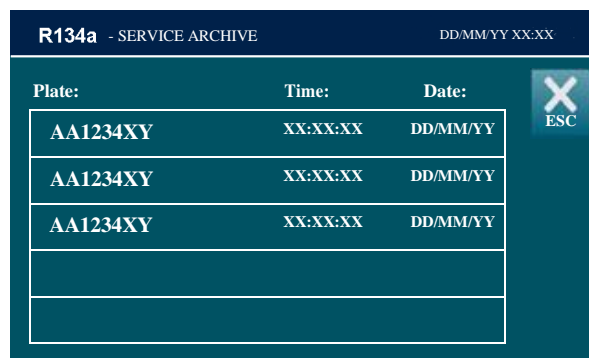 R134a - SERVICE ARCHIVE DD/MM/YY XX:XX
Plate: Time: Date:
ESC
AA1234XY XX:XX:XX DD/MM/YY
AA1234XY XX:XX:XX DD/MM/YY
AA1234XY XX:XX:XX DD/MM/YY